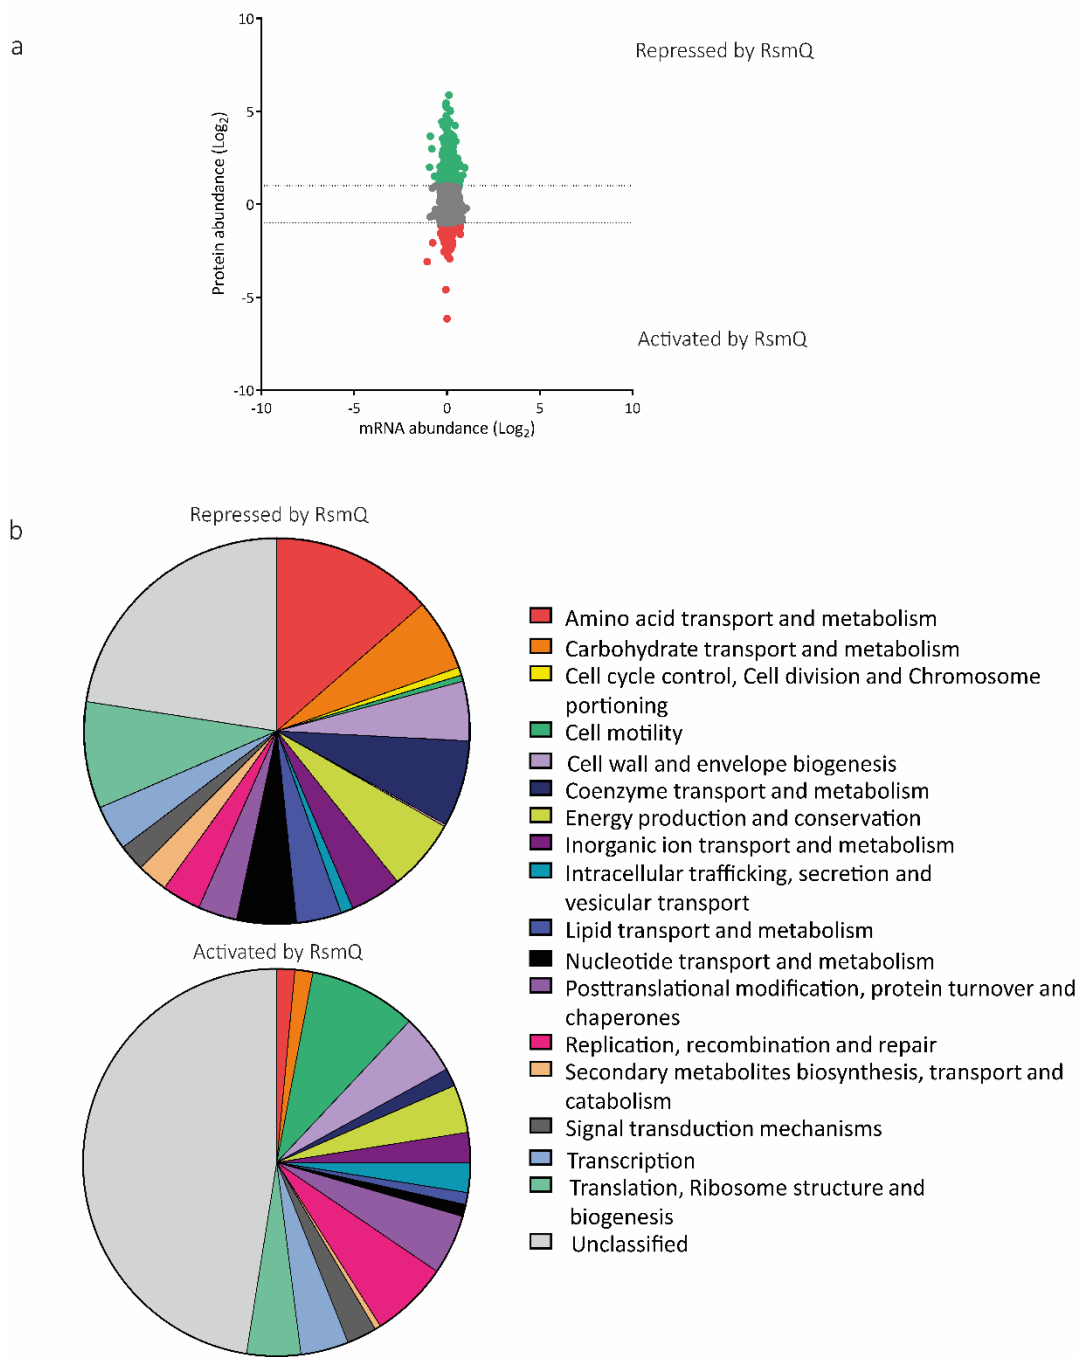 a
10
5
0
-5
-10
Protein abundance (Log2)
-10
-5
0
5
10
mRNA abundance (Log2)
Repressed by RsmQ
Activated by RsmQ
b
Repressed by RsmQ
Activated by RsmQ
Amino acid transport and metabolism
Carbohydrate transport and metabolism
Cell cycle control, Cell division and Chromosome
portioning
Cell motility
Cell wall and envelope biogenesis
Coenzyme transport and metabolism
Energy production and conservation
Inorganic ion transport and metabolism
Intracellular trafficking, secretion and
vesicular transport
Lipid transport and metabolism
Nucleotide transport and metabolism
Posttranslational modification, protein turnover and
chaperones
Replication, recombination and repair
Secondary metabolites biosynthesis, transport and
catabolism
Signal transduction mechanisms
Transcription
Translation, Ribosome structure and
biogenesis
Unclassified